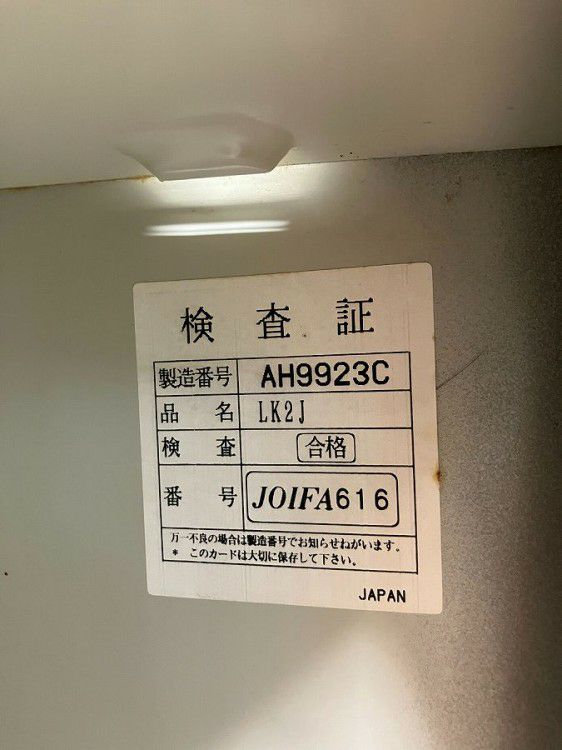 検査証
製造番号 AH9923C
品名 LK2J
検査 合格
番号 JOIFA616
万一不良の場合は製造番号でお知らせねがいます。
* このカードは大切に保存して下さい。
JAPAN